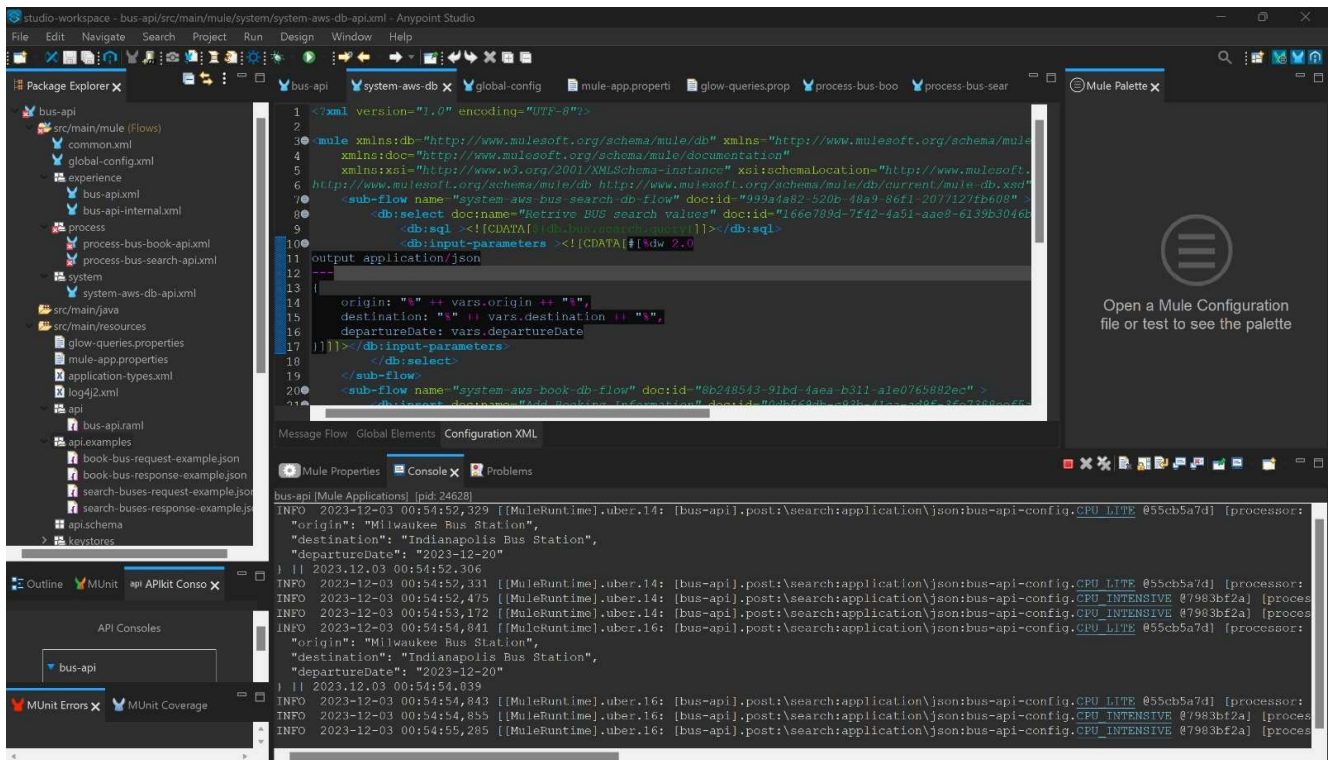 studio-workspace - bus-api/src/main/mule/system/system-aws-db-api.xml - Anypoint Studio
File Edit Navigate Search Project Run Design Window Help
Package Explorer
bus-api
src/main/mule (Flows)
common.xml
global-config.xml
experience
bus-api.xml
bus-api-internal.xml
process
process-bus-book-api.xml
process-bus-search-api.xml
system
system-aws-db-api.xml
src/main/java
src/main/resources
glow-queries.properties
mule-app.properties
application-types.xml
log4j2.xml
api
bus-api.raml
api.examples
book-bus-request-example.json
book-bus-response-example.json
search-buses-request-example.jso
search-buses-response-example.js
api.schema
keystores
bus-api system-aws-db global-config mule-app.properti glow-queries.prop process-bus-boo process-bus-sear
1 <?xml version="1.0" encoding="UTF-8"?>
2
3 <mule xmlns:db="http://www.mulesoft.org/schema/mule/db" xmlns="http://www.mulesoft.org/schema/mule
4 xmlns:doc="http://www.mulesoft.org/schema/mule/documentation"
5 xmlns:xsi="http://www.w3.org/2001/XMLSchema-instance" xsi:schemaLocation="http://www.mulesoft.
6 http://www.mulesoft.org/schema/mule/db http://www.mulesoft.org/schema/mule/db/current/mule-db.xsd"
7 <sub-flow name="system-aws-bus-search-db-flow" doc:id="999a4a82-520b-48a9-86f1-2077127fb608" >
8 <db:select doc:name="Retrive BUS search values" doc:id="166e789d-7f42-4a51-aae8-6139b3046b
9 <db:sql ><![CDATA[${db.bus.search.query}]]></db:sql>
10 <db:input-parameters ><![CDATA[#[%dw 2.0
11 output application/json
12 ---
13 {
14 origin: "%" ++ vars.origin ++ "%",
15 destination: "%" ++ vars.destination ++ "%",
16 departureDate: vars.departureDate
17 }]]]></db:input-parameters>
18 </db:select>
19 </sub-flow>
20 <sub-flow name="system-aws-book-db-flow" doc:id="8b248543-91bd-4aea-b311-a1e0765882ec" >
21 <db:insert doc:name="Add Booking Information"
Message Flow Global Elements Configuration XML
Mule Palette
Open a Mule Configuration
file or test to see the palette
Outline MUnit api APIkit Conso
API Consoles
bus-api
MUnit Errors MUnit Coverage
Mule Properties Console Problems
bus-api [Mule Applications] [pid: 24628]
INFO 2023-12-03 00:54:52,329 [[MuleRuntime].uber.14: [bus-api].post:\search:application\json:bus-api-config.CPU_LITE @55cb5a7d] [processor:
"origin": "Milwaukee Bus Station",
"destination": "Indianapolis Bus Station",
"departureDate": "2023-12-20"
} || 2023.12.03 00:54:52.306
INFO 2023-12-03 00:54:52,331 [[MuleRuntime].uber.14: [bus-api].post:\search:application\json:bus-api-config.CPU_LITE @55cb5a7d] [processor:
INFO 2023-12-03 00:54:52,475 [[MuleRuntime].uber.14: [bus-api].post:\search:application\json:bus-api-config.CPU_INTENSIVE @7983bf2a] [proces
INFO 2023-12-03 00:54:53,172 [[MuleRuntime].uber.14: [bus-api].post:\search:application\json:bus-api-config.CPU_INTENSIVE @7983bf2a] [proces
INFO 2023-12-03 00:54:54,841 [[MuleRuntime].uber.16: [bus-api].post:\search:application\json:bus-api-config.CPU_LITE @55cb5a7d] [processor:
"origin": "Milwaukee Bus Station",
"destination": "Indianapolis Bus Station",
"departureDate": "2023-12-20"
} || 2023.12.03 00:54:54.839
INFO 2023-12-03 00:54:54,843 [[MuleRuntime].uber.16: [bus-api].post:\search:application\json:bus-api-config.CPU_LITE @55cb5a7d] [processor:
INFO 2023-12-03 00:54:54,855 [[MuleRuntime].uber.16: [bus-api].post:\search:application\json:bus-api-config.CPU_INTENSIVE @7983bf2a] [proces
INFO 2023-12-03 00:54:55,285 [[MuleRuntime].uber.16: [bus-api].post:\search:application\json:bus-api-config.CPU_INTENSIVE @7983bf2a] [proces